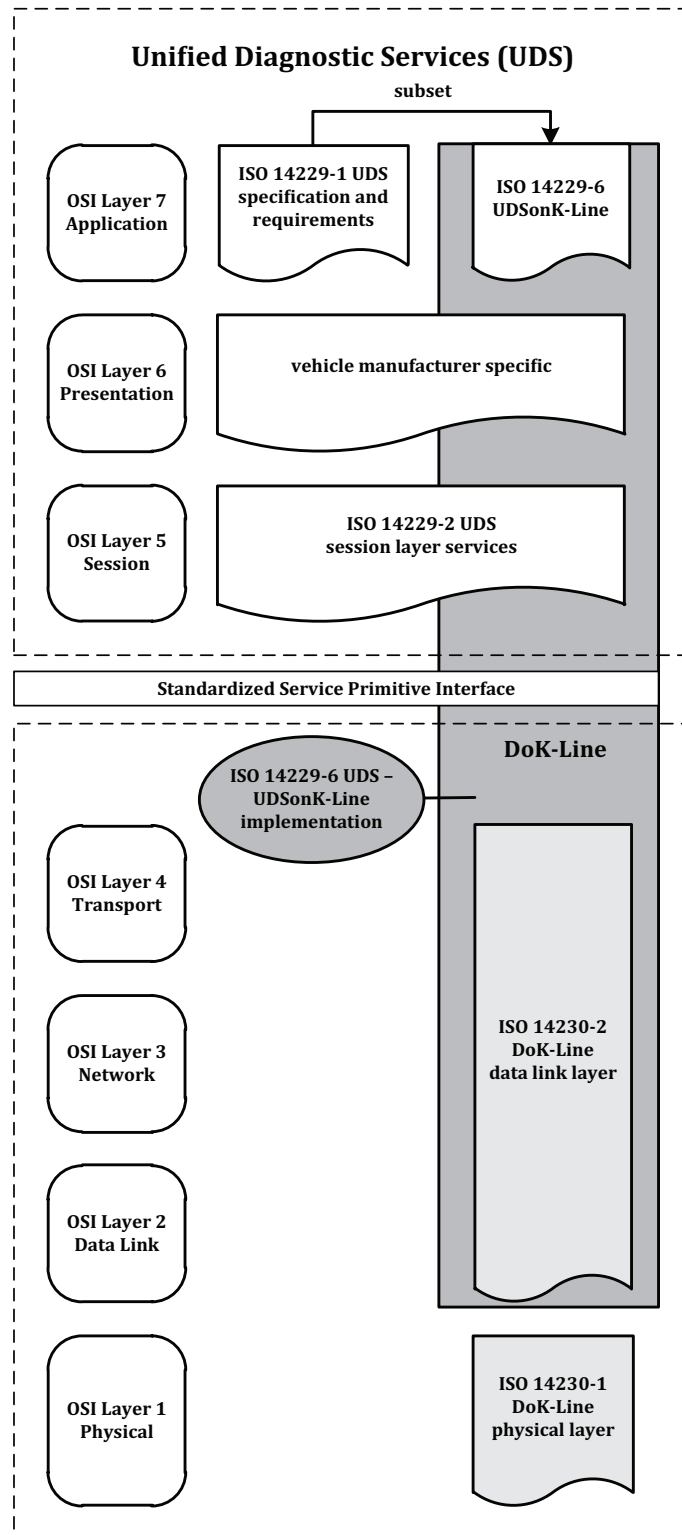 Unified Diagnostic Services (UDS)
subset
OSI Layer 7
Application
ISO 14229-1 UDS
specification and
requirements
ISO 14229-6
UDSonK-Line
OSI Layer 6
Presentation
vehicle manufacturer specific
OSI Layer 5
Session
ISO 14229-2 UDS
session layer services
Standardized Service Primitive Interface
DoK-Line
ISO 14229-6 UDS –
UDSonK-Line
implementation
OSI Layer 4
Transport
OSI Layer 3
Network
ISO 14230-2
DoK-Line
data link layer
OSI Layer 2
Data Link
OSI Layer 1
Physical
ISO 14230-1
DoK-Line
physical layer